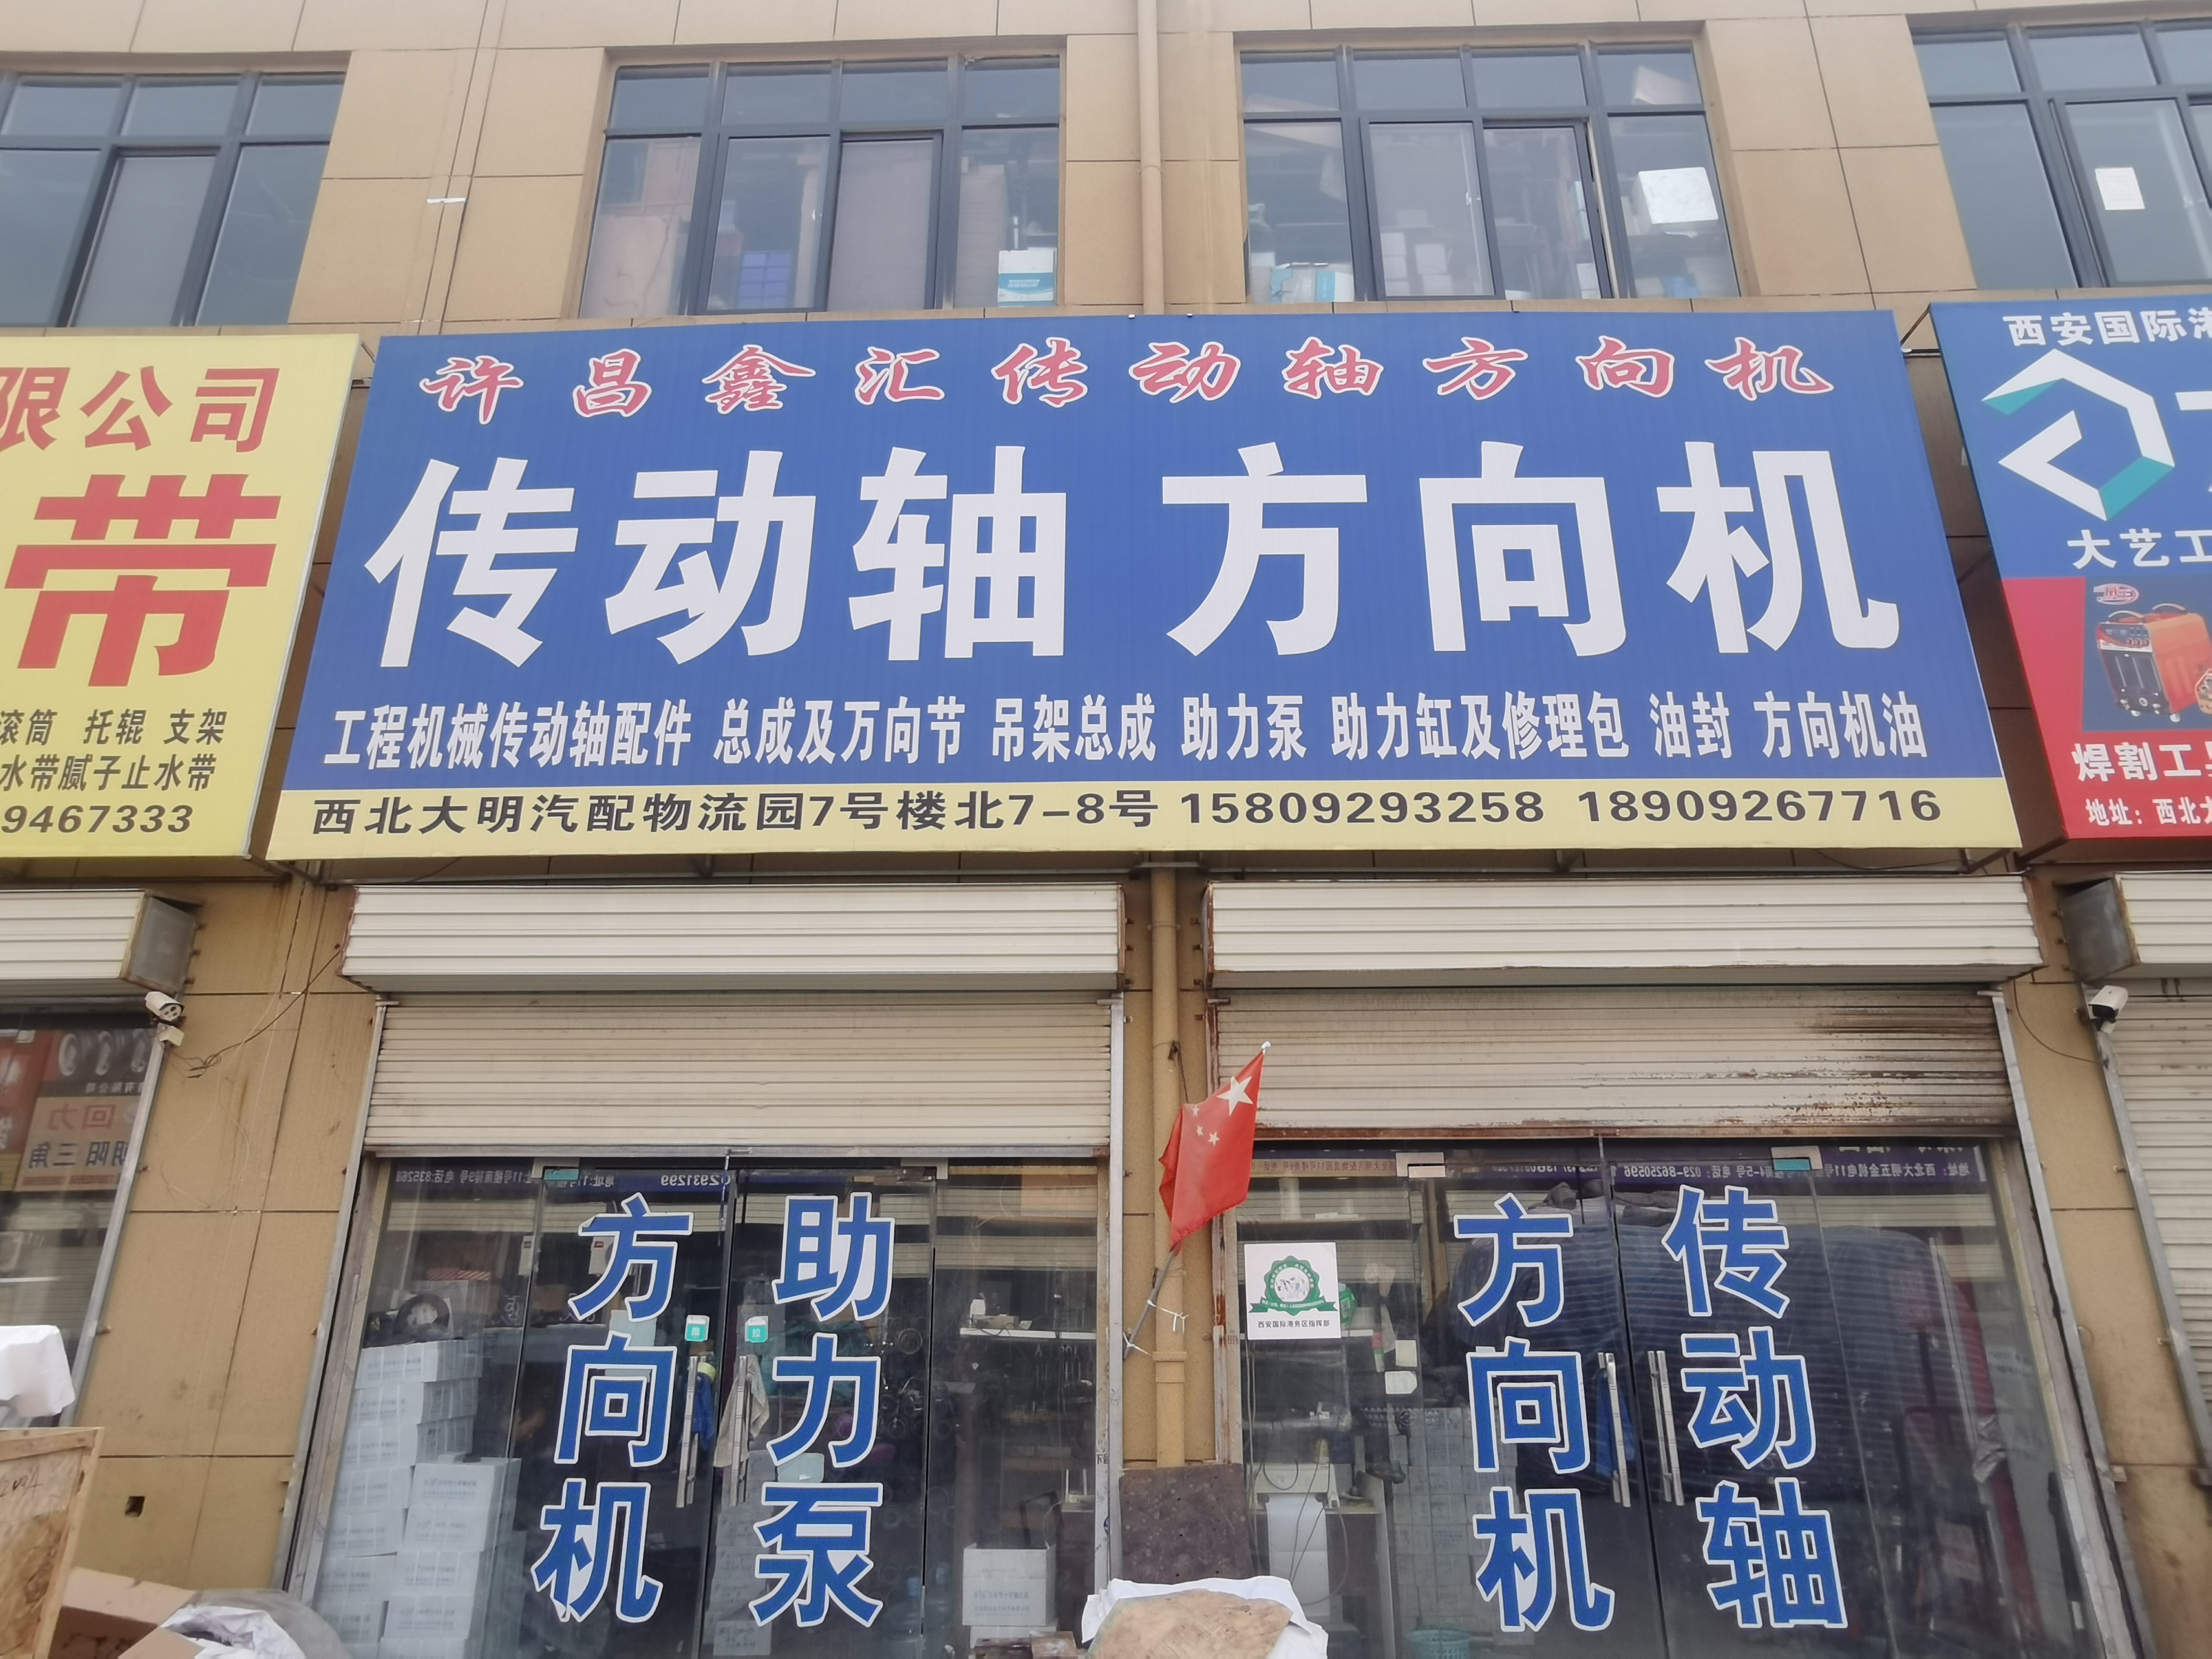 许昌鑫汇传动轴方向机
传动轴 方向机
工程机械传动轴配件 总成及万向节 吊架总成 助力泵 助力缸及修理包 油封 方向机油
西北大明汽配物流园7号楼北7-8号 15809293258 18909267716
限公司
带
滚筒 托辊 支架
水带腻子止水带
9467333
西安国际港
大艺工
焊割工具
地址：西北大
方向机
助力泵
方向机
传动轴
西安国际港务区指挥部